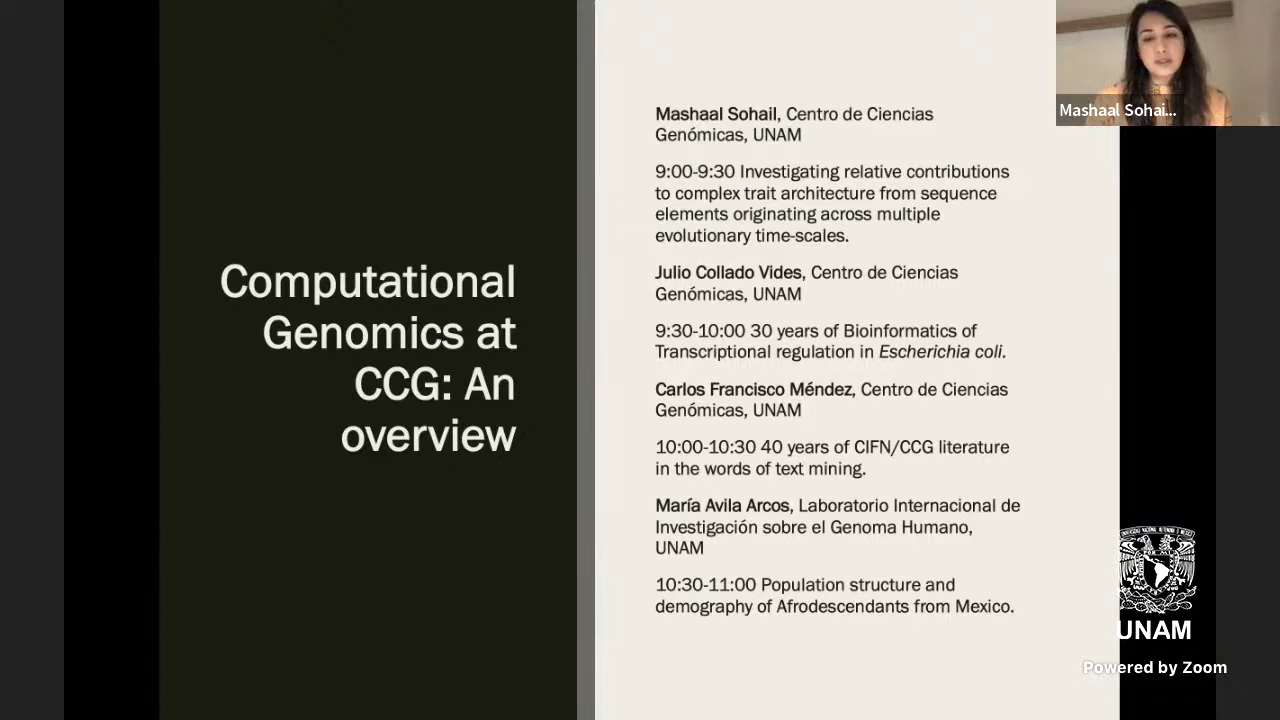 Computational
Genomics at
CCG: An
overview
Mashaal Sohail, Centro de Ciencias
Genómicas, UNAM
9:00-9:30 Investigating relative contributions
to complex trait architecture from sequence
elements originating across multiple
evolutionary time-scales.
Julio Collado Vides, Centro de Ciencias
Genómicas, UNAM
9:30-10:00 30 years of Bioinformatics of
Transcriptional regulation in Escherichia coli.
Carlos Francisco Méndez, Centro de Ciencias
Genómicas, UNAM
10:00-10:30 40 years of CIFN/CCG literature
in the words of text mining.
María Avila Arcos, Laboratorio Internacional de
Investigación sobre el Genoma Humano,
UNAM
10:30-11:00 Population structure and
demography of Afrodescendants from Mexico.
Mashaal Sohai...
UNAM
Powered by Zoom